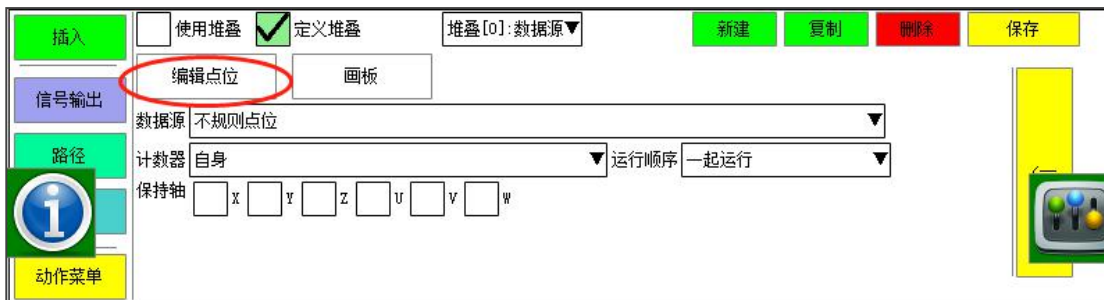 插入
使用堆叠 定义堆叠 堆叠[0]:数据源▼ 新建 复制 删除 保存
编辑点位 画板
信号输出
数据源 不规则点位
路径
计数器 自身 运行顺序 一起运行
保持轴 X Y Z U V W
动作菜单